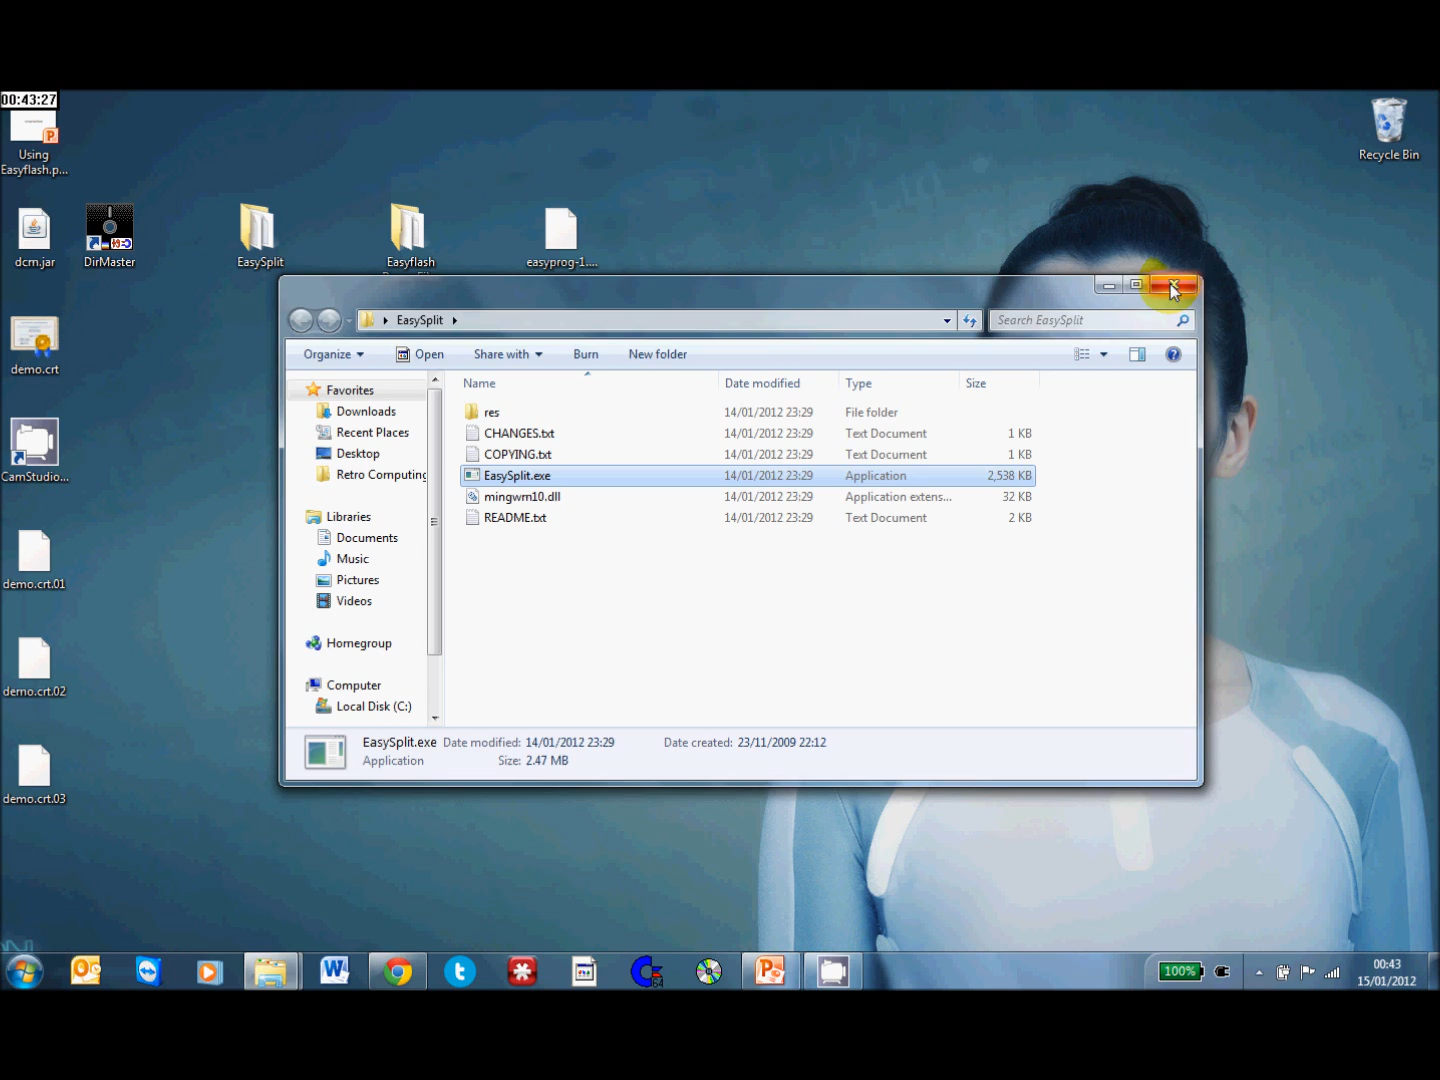 00:43:27
Using
Easyflash.p...
Recycle Bin
dcm.jar
DirMaster
EasySplit
Easyflash
easyprog-1....
demo.crt
CamStudio...
demo.crt.01
demo.crt.02
demo.crt.03
EasySplit
Search EasySplit
Organize
Open
Share with
Burn
New folder
Name Date modified Type Size
Favorites
Downloads
Recent Places
Desktop
Retro Computing
Libraries
Documents
Music
Pictures
Videos
Homegroup
Computer
Local Disk (C:)
res 14/01/2012 23:29 File folder
CHANGES.txt 14/01/2012 23:29 Text Document 1 KB
COPYING.txt 14/01/2012 23:29 Text Document 1 KB
EasySplit.exe 14/01/2012 23:29 Application 2,538 KB
mingwm10.dll 14/01/2012 23:29 Application extens... 32 KB
README.txt 14/01/2012 23:29 Text Document 2 KB
EasySplit.exe Date modified: 14/01/2012 23:29 Date created: 23/11/2009 22:12
Application Size: 2.47 MB
100%
00:43
15/01/2012